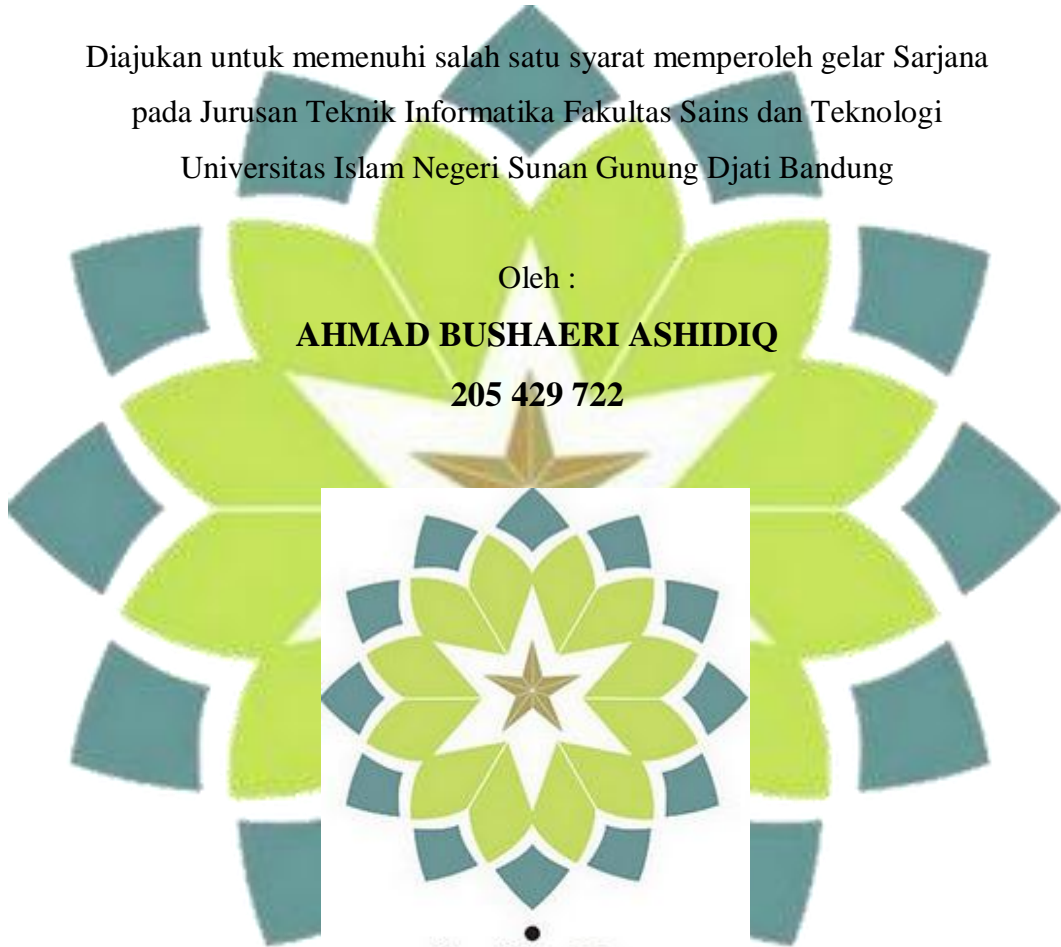 Diajukan untuk memenuhi salah satu syarat memperoleh gelar Sarjana
pada Jurusan Teknik Informatika Fakultas Sains dan Teknologi
Universitas Islam Negeri Sunan Gunung Djati Bandung
Oleh :
AHMAD BUSHAERI ASHIDIQ
205 429 722